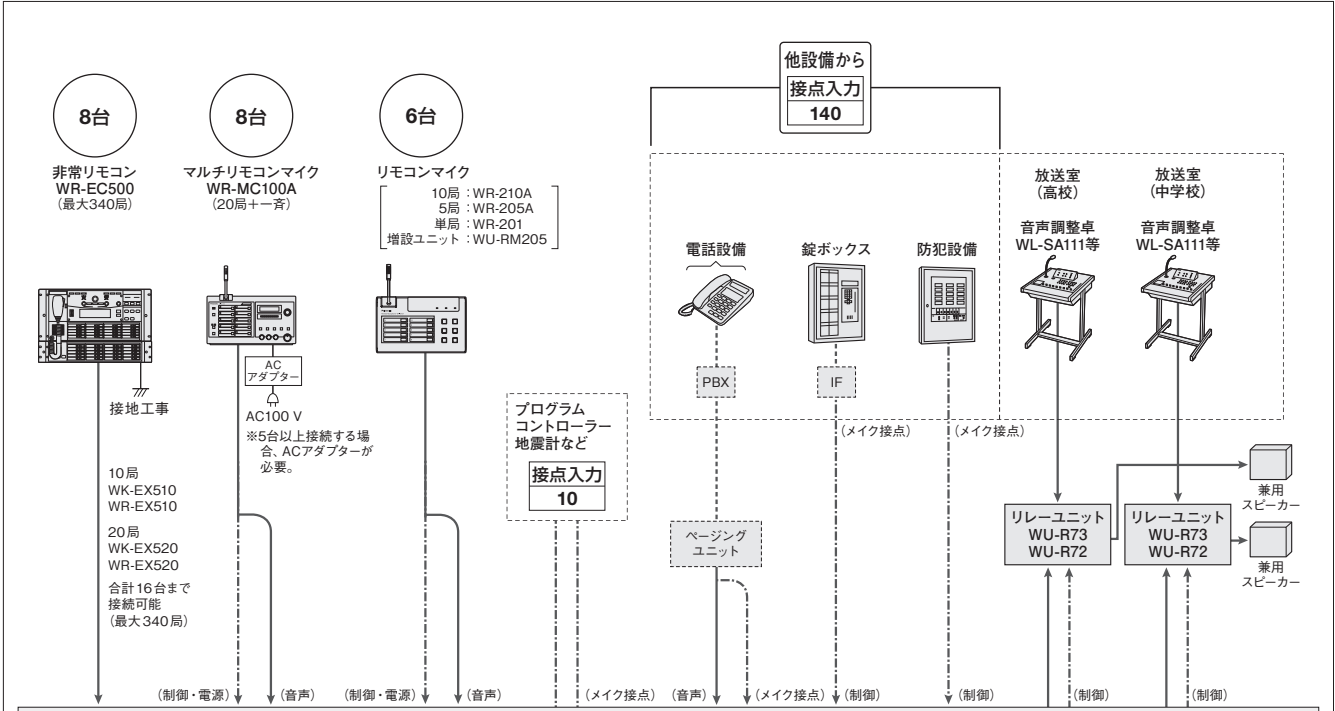 他設備から
接点入力
140
8台
8台
6台
非常リモコン
WR-EC500
（最大340局）
マルチリモコンマイク
WR-MC100A
（20局＋一斉）
リモコンマイク
10局：WR-210A
5局：WR-205A
単局：WR-201
増設ユニット：WU-RM205
電話設備
錠ボックス
防犯設備
放送室
（高校）
音声調整卓
WL-SA111等
放送室
（中学校）
音声調整卓
WL-SA111等
接地工事
AC
アダプター
AC100 V
※5台以上接続する場
合、ACアダプターが
必要。
10局
WK-EX510
WR-EX510
20局
WK-EX520
WR-EX520
合計16台まで
接続可能
（最大340局）
プログラム
コントローラー
地震計など
接点入力
10
PBX
IF
（メイク接点）
（メイク接点）
ページング
ユニット
リレーユニット
WU-R73
WU-R72
リレーユニット
WU-R73
WU-R72
兼用
スピーカー
兼用
スピーカー
（制御・電源）
（音声）
（制御・電源）
（音声）
（メイク接点）
（音声）
（メイク接点）
（制御）
（制御）
（制御）
（制御）